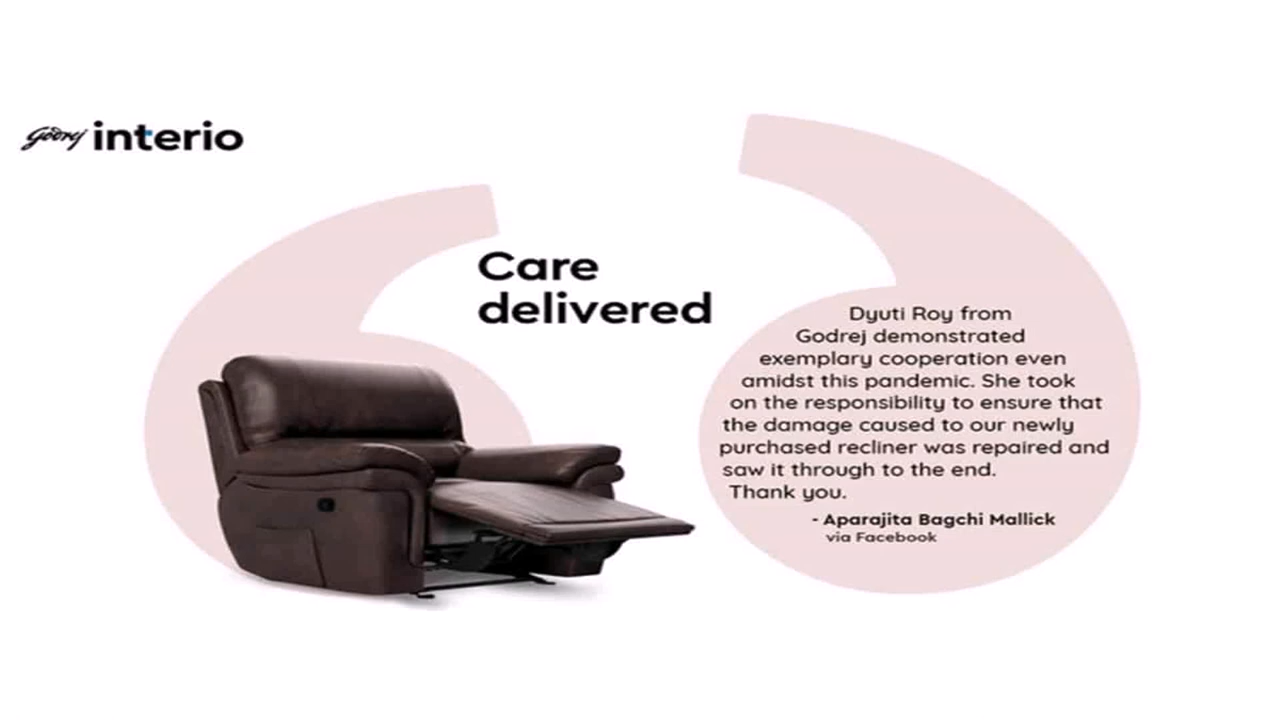 Godrej interio
Care
delivered
Dyuti Roy from
Godrej demonstrated
exemplary cooperation even
amidst this pandemic. She took
on the responsibility to ensure that
the damage caused to our newly
purchased recliner was repaired and
saw it through to the end.
Thank you.
- Aparajita Bagchi Mallick
via Facebook